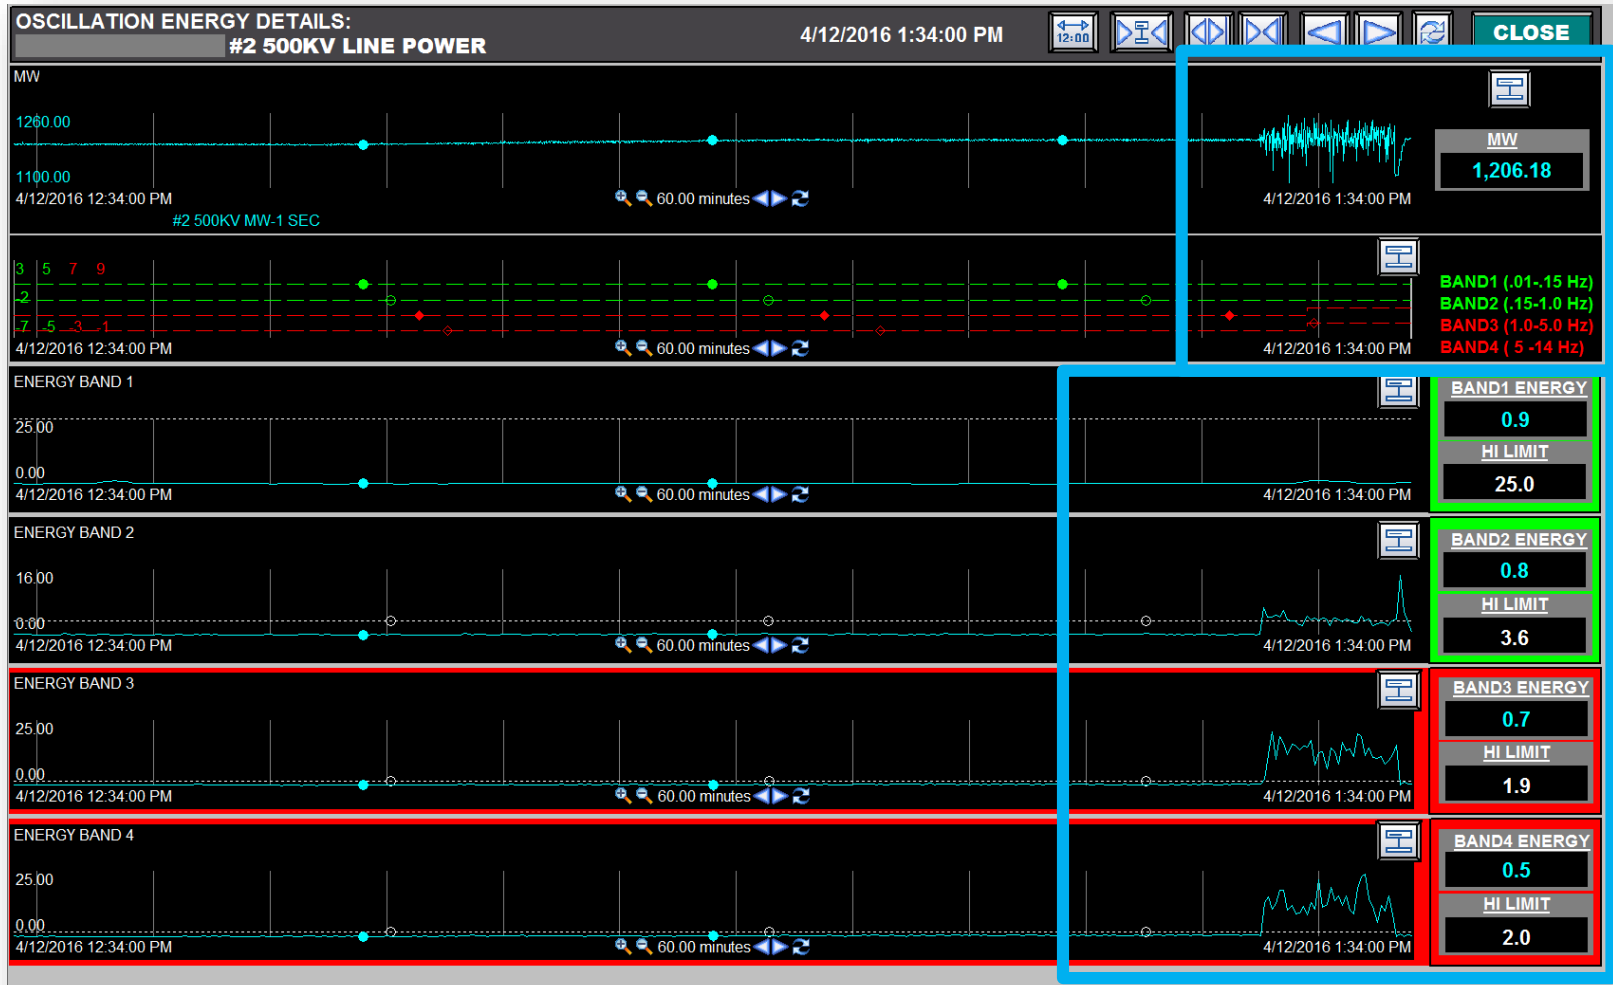 OSCILLATION ENERGY DETAILS:
#2 500KV LINE POWER
4/12/2016 1:34:00 PM
12:00
CLOSE
MW
1260.00
1100.00
4/12/2016 12:34:00 PM
60.00 minutes
4/12/2016 1:34:00 PM
#2 500KV MW-1 SEC
MW
1,206.18
3 5 7 9
-2
-7 -5 -3 -1
4/12/2016 12:34:00 PM
60.00 minutes
4/12/2016 1:34:00 PM
BAND1 (.01-.15 Hz)
BAND2 (.15-1.0 Hz)
BAND3 (1.0-5.0 Hz)
BAND4 ( 5 -14 Hz)
ENERGY BAND 1
25.00
0.00
4/12/2016 12:34:00 PM
60.00 minutes
4/12/2016 1:34:00 PM
BAND1 ENERGY
0.9
HI LIMIT
25.0
ENERGY BAND 2
16.00
0.00
4/12/2016 12:34:00 PM
60.00 minutes
4/12/2016 1:34:00 PM
BAND2 ENERGY
0.8
HI LIMIT
3.6
ENERGY BAND 3
25.00
0.00
4/12/2016 12:34:00 PM
60.00 minutes
4/12/2016 1:34:00 PM
BAND3 ENERGY
0.7
HI LIMIT
1.9
ENERGY BAND 4
25.00
0.00
4/12/2016 12:34:00 PM
60.00 minutes
4/12/2016 1:34:00 PM
BAND4 ENERGY
0.5
HI LIMIT
2.0